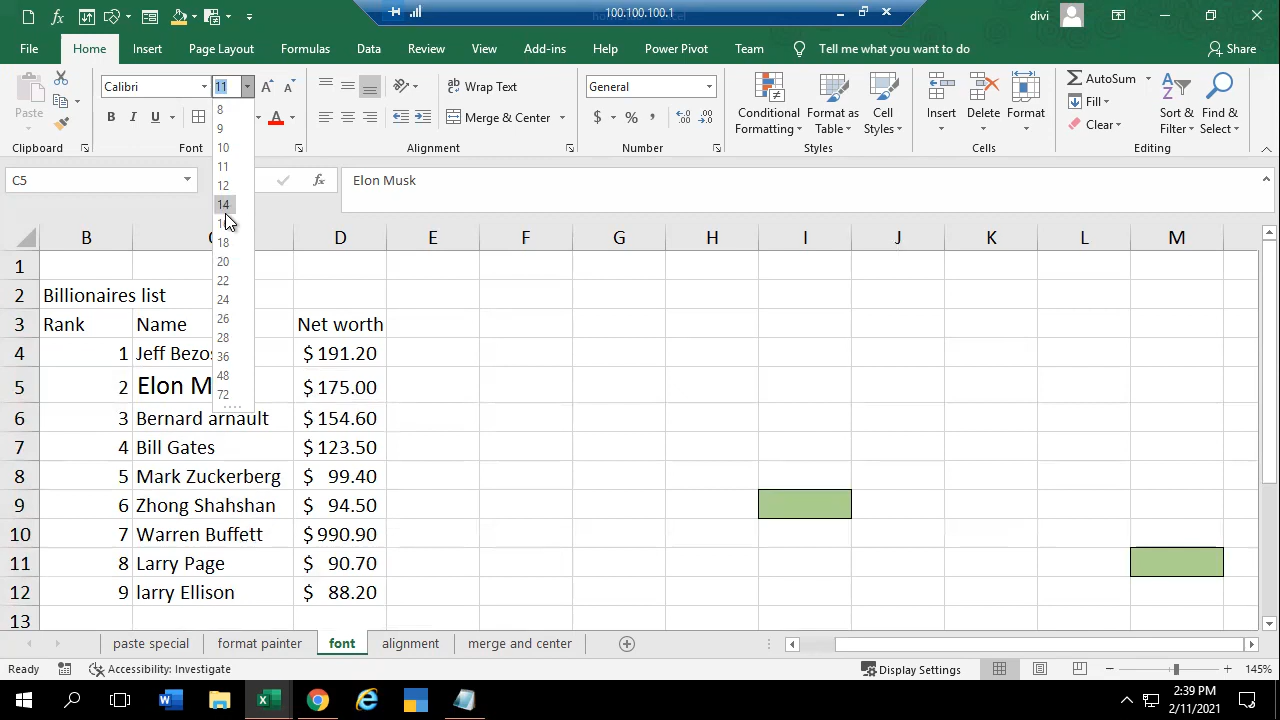 100.100.100.1
divi
File Home Insert Page Layout Formulas Data Review View Add-ins Help Power Pivot Team Tell me what you want to do Share
Paste Calibri 11 Wrap Text General Conditional Formatting Format as Table Cell Styles Insert Delete Format AutoSum Sort & Filter Find & Select
B I U Merge & Center $ % , Fill
Clear
Clipboard Font Alignment Number Styles Cells Editing
8
9
10
11
12
14
18
20
22
24
26
28
36
48
72
C5 fx Elon Musk
B C D E F G H I J K L M
1
2 Billionaires list
3 Rank Name Net worth
4 1 Jeff Bezos $ 191.20
5 2 Elon M $ 175.00
6 3 Bernard arnault $ 154.60
7 4 Bill Gates $ 123.50
8 5 Mark Zuckerberg $ 99.40
9 6 Zhong Shahshan $ 94.50
10 7 Warren Buffett $ 990.90
11 8 Larry Page $ 90.70
12 9 larry Ellison $ 88.20
13
paste special format painter font alignment merge and center
Ready Accessibility: Investigate Display Settings 145%
2:39 PM
2/11/2021